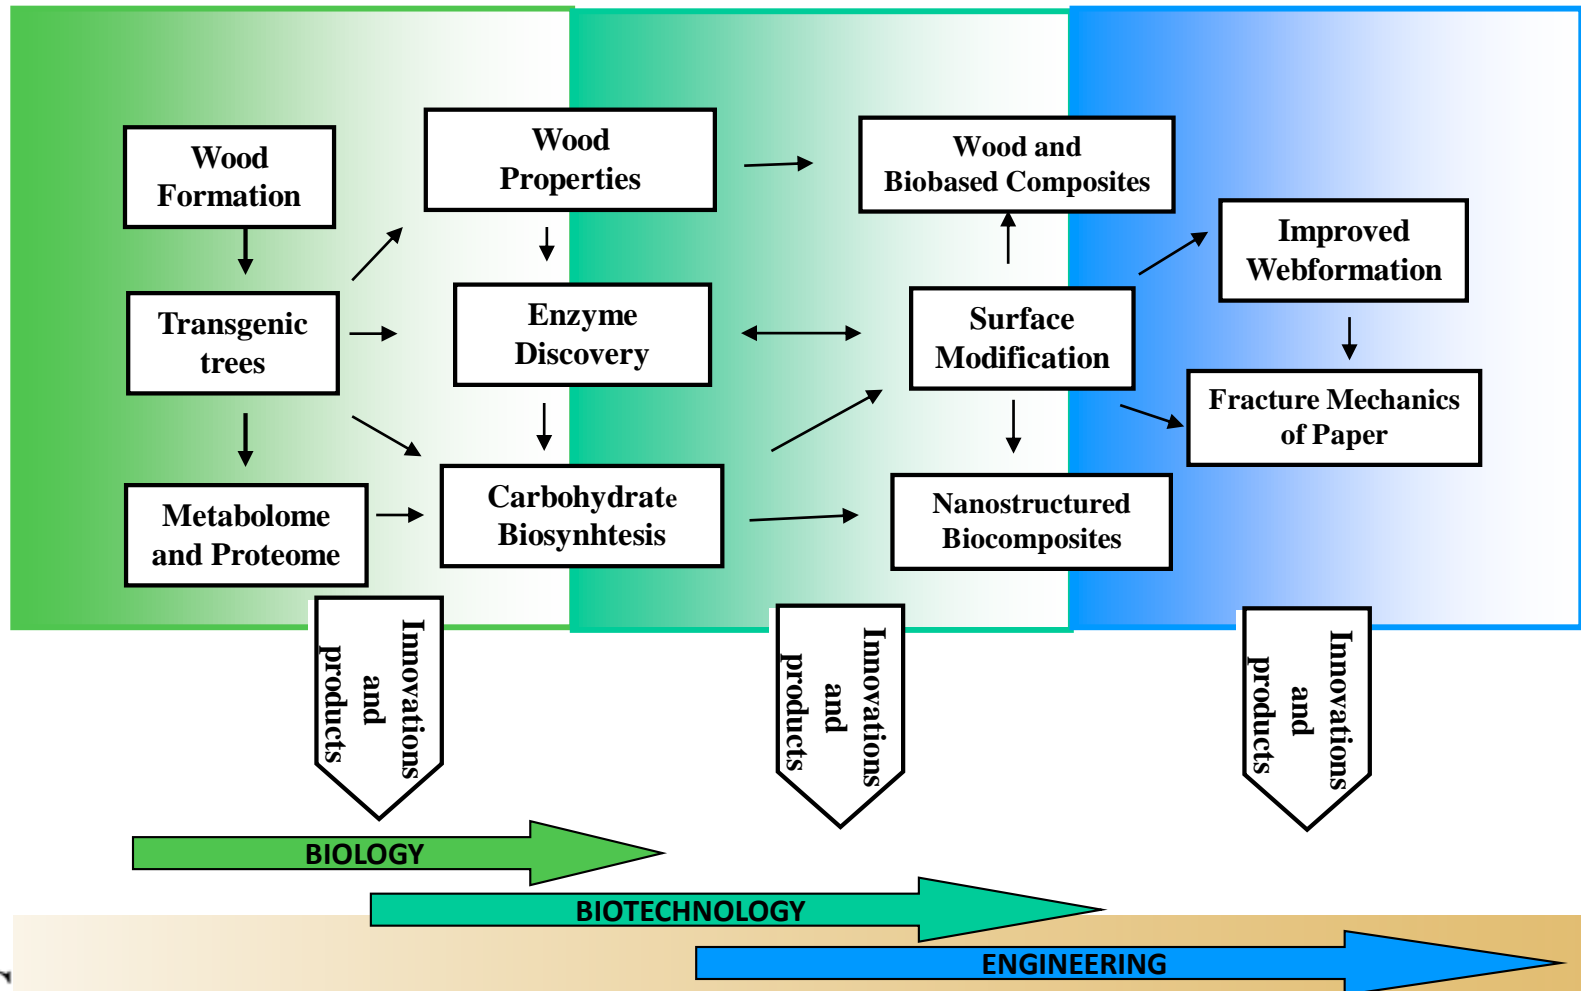 Wood
Formation
Wood
Properties
Wood and
Biobased Composites
Improved
Webformation
Transgenic
trees
Enzyme
Discovery
Surface
Modification
Fracture Mechanics
of Paper
Metabolome
and Proteome
Carbohydrate
Biosynhtesis
Nanostructured
Biocomposites
Innovations
and
products
Innovations
and
products
Innovations
and
products
BIOLOGY
BIOTECHNOLOGY
ENGINEERING